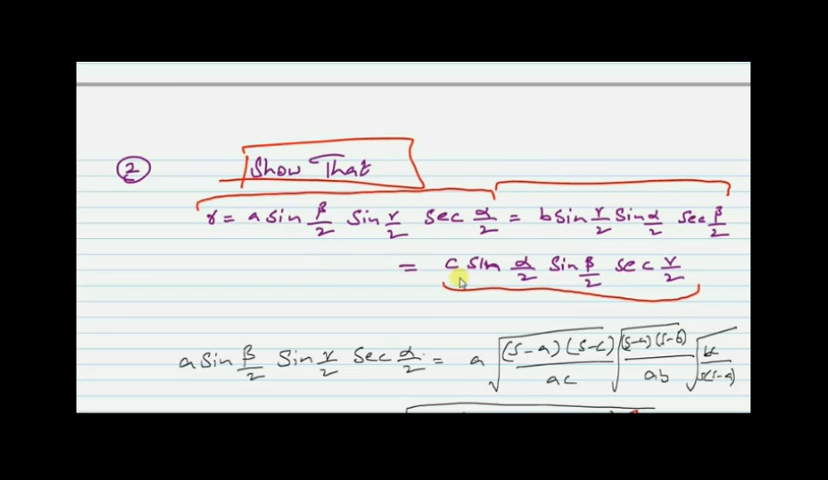 ②
Show That
r = a sin β/2 sin γ/2 sec α/2 = b sin γ/2 sin α/2 sec β/2
= c sin α/2 sin β/2 sec γ/2
a sin β/2 sin γ/2 sec α/2 = a √((s-a)(s-c)/ac) √((s-a)(s-b)/ab) √(bc/s(s-a))